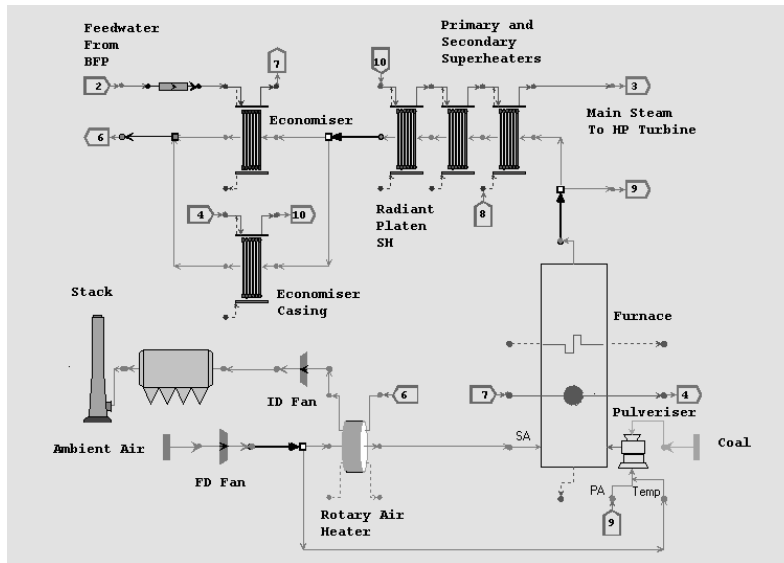 Feedwater
From
BFP
2
7
Economiser
6
4
10
Economiser
Casing
10
Primary and
Secondary
Superheaters
3
Main Steam
To HP Turbine
9
8
Radiant
Platen
SH
Stack
ID Fan
6
Ambient Air
FD Fan
Rotary Air
Heater
Furnace
7
4
Pulveriser
SA
Coal
PA
Temp
9